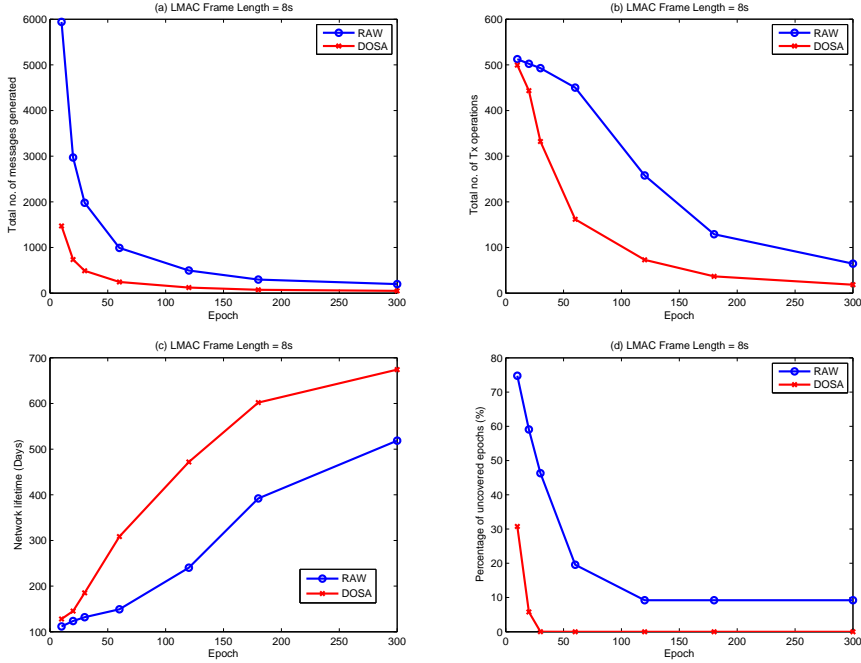 (a) LMAC Frame Length = 8s
Total no. of messages generated
6000
5000
4000
3000
2000
1000
0
0 50 100 150 200 250 300
Epoch
RAW
DOSA
(b) LMAC Frame Length = 8s
Total no. of Tx operations
600
500
400
300
200
100
0
0 50 100 150 200 250 300
Epoch
RAW
DOSA
(c) LMAC Frame Length = 8s
Network lifetime (Days)
700
600
500
400
300
200
100
0 50 100 150 200 250 300
Epoch
RAW
DOSA
(d) LMAC Frame Length = 8s
Percentage of uncovered epochs (%)
80
70
60
50
40
30
20
10
0
0 50 100 150 200 250 300
Epoch
RAW
DOSA